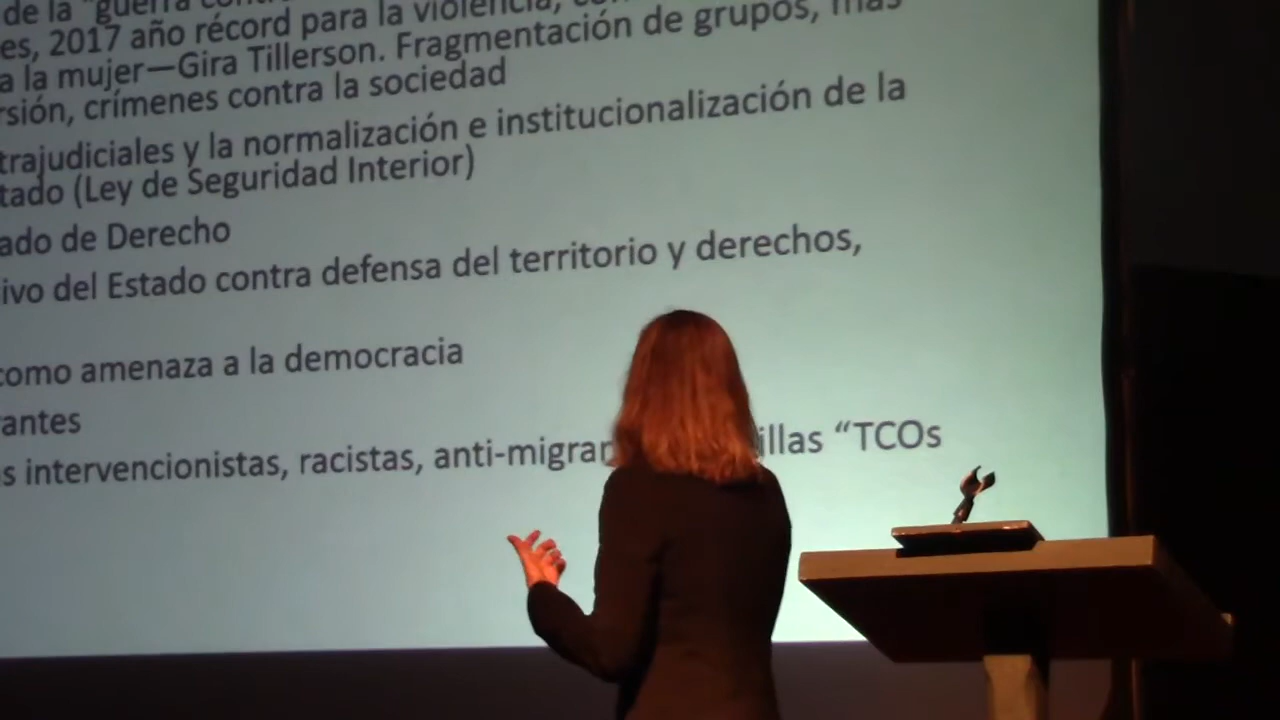 de la "guerra
es, 2017 año récord para la violencia,
a la mujer—Gira Tillerson. Fragmentación de grupos, más
rsión, crímenes contra la sociedad
trajudiciales y la normalización e institucionalización de la
tado (Ley de Seguridad Interior)
ado de Derecho
ivo del Estado contra defensa del territorio y derechos,
como amenaza a la democracia
antes
s intervencionistas, racistas, anti-migran illas “TCOs